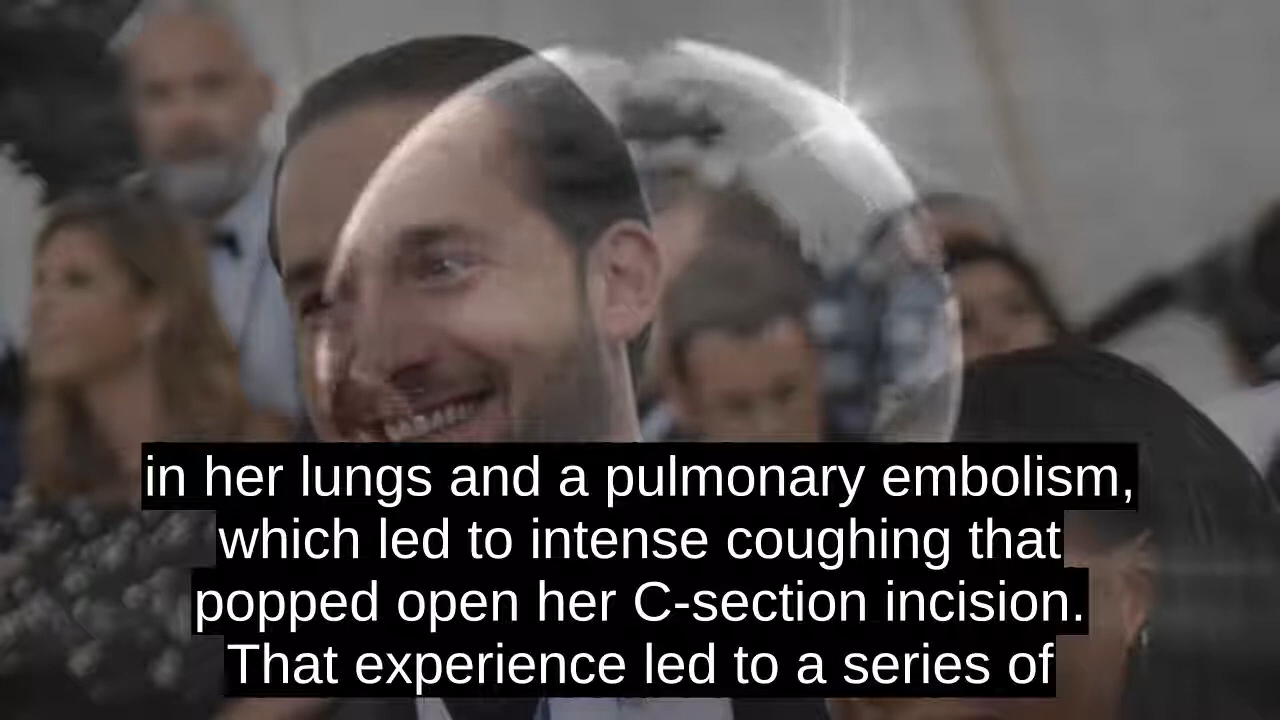 in her lungs and a pulmonary embolism,
which led to intense coughing that
popped open her C-section incision.
That experience led to a series of